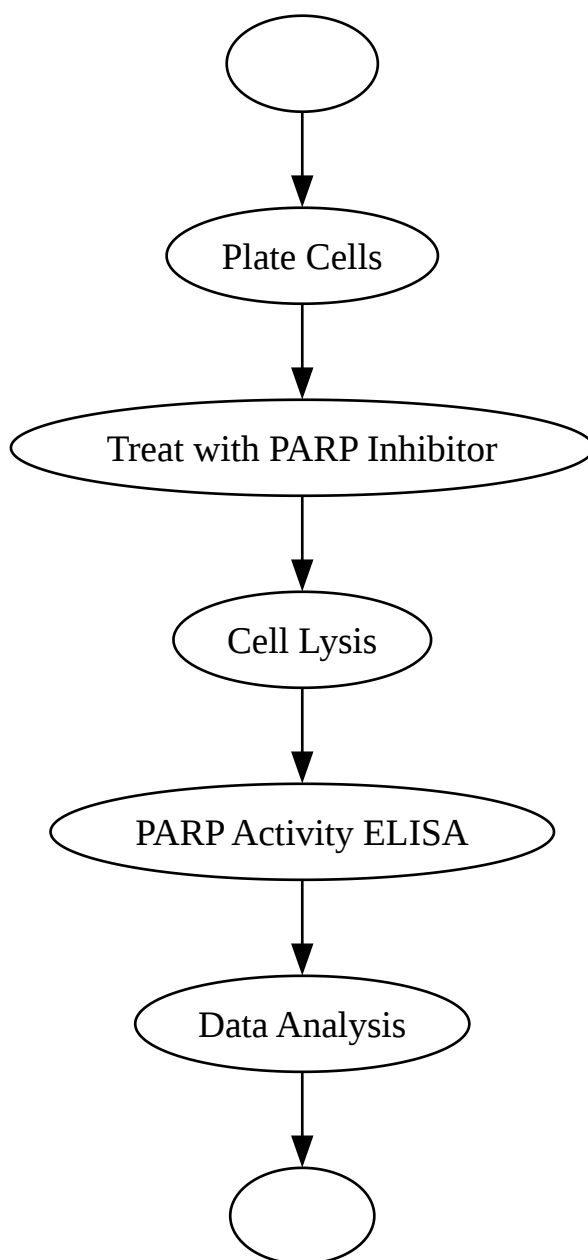 Plate Cells
Treat with PARP Inhibitor
Cell Lysis
PARP Activity ELISA
Data Analysis